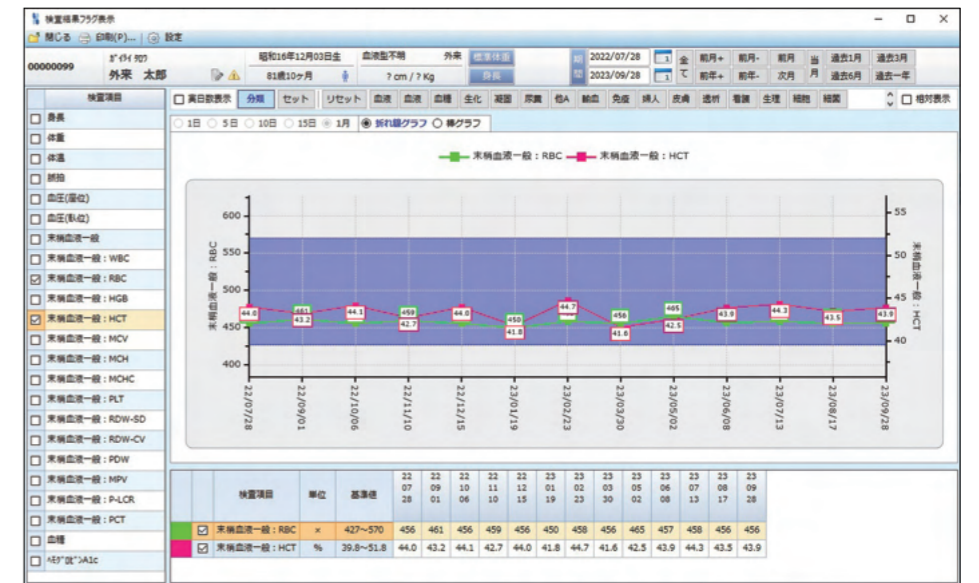 検査結果フラグ表示
閉じる 印刷(P)... 設定
00000099
外来 太郎
昭和16年12月03日生 血液型不明 外来 標準体重
81歳10ヶ月 ? cm / ? Kg 身長
期間 2022/07/28 1 金 前月+ 前月- 前月 当月 過去1月 過去3月
2023/09/28 1 て 前年+ 前年- 次月 過去6月 過去一年
検査項目
実日数表示 分類 セット リセット 血液 血液 血糖 生化 凝固 尿糞 他A 輸血 免疫 婦人 皮膚 透析 看護 生理 細胞 細菌 相対表示
1日 5日 10日 15日 1月 折れ線グラフ 棒グラフ
身長
体重
体温
脈拍
血圧(座位)
血圧(臥位)
末梢血液一般
末梢血液一般：WBC
末梢血液一般：RBC
末梢血液一般：HGB
末梢血液一般：HCT
末梢血液一般：MCV
末梢血液一般：MCH
末梢血液一般：MCHC
末梢血液一般：PLT
末梢血液一般：RDW-SD
末梢血液一般：RDW-CV
末梢血液一般：PDW
末梢血液一般：MPV
末梢血液一般：P-LCR
末梢血液一般：PCT
血糖
ﾍﾓｸﾞﾛﾋﾞﾝA1c
末梢血液一般：RBC 末梢血液一般：HCT
末梢血液一般：RBC
600
550
500
450
400
55
50
45
40
末梢血液一般：HCT
44.0 461 43.2 44.1 459 42.7 44.0 450 41.8 44.7 456 41.6 465 42.5 43.9 44.3 43.5 43.9
22/07/28 22/09/01 22/10/06 22/11/10 22/12/15 23/01/19 23/02/23 23/03/30 23/05/02 23/06/08 23/07/13 23/08/17 23/09/28
検査項目 単位 基準値
22 22 22 22 22 23 23 23 23 23 23 23 23
07 09 10 11 12 01 02 03 05 06 07 08 09
28 01 06 10 15 19 23 30 02 08 13 17 28
末梢血液一般：RBC × 427～570 456 461 456 459 456 450 458 456 465 457 458 456 456
末梢血液一般：HCT % 39.8～51.8 44.0 43.2 44.1 42.7 44.0 41.8 44.7 41.6 42.5 43.9 44.3 43.5 43.9